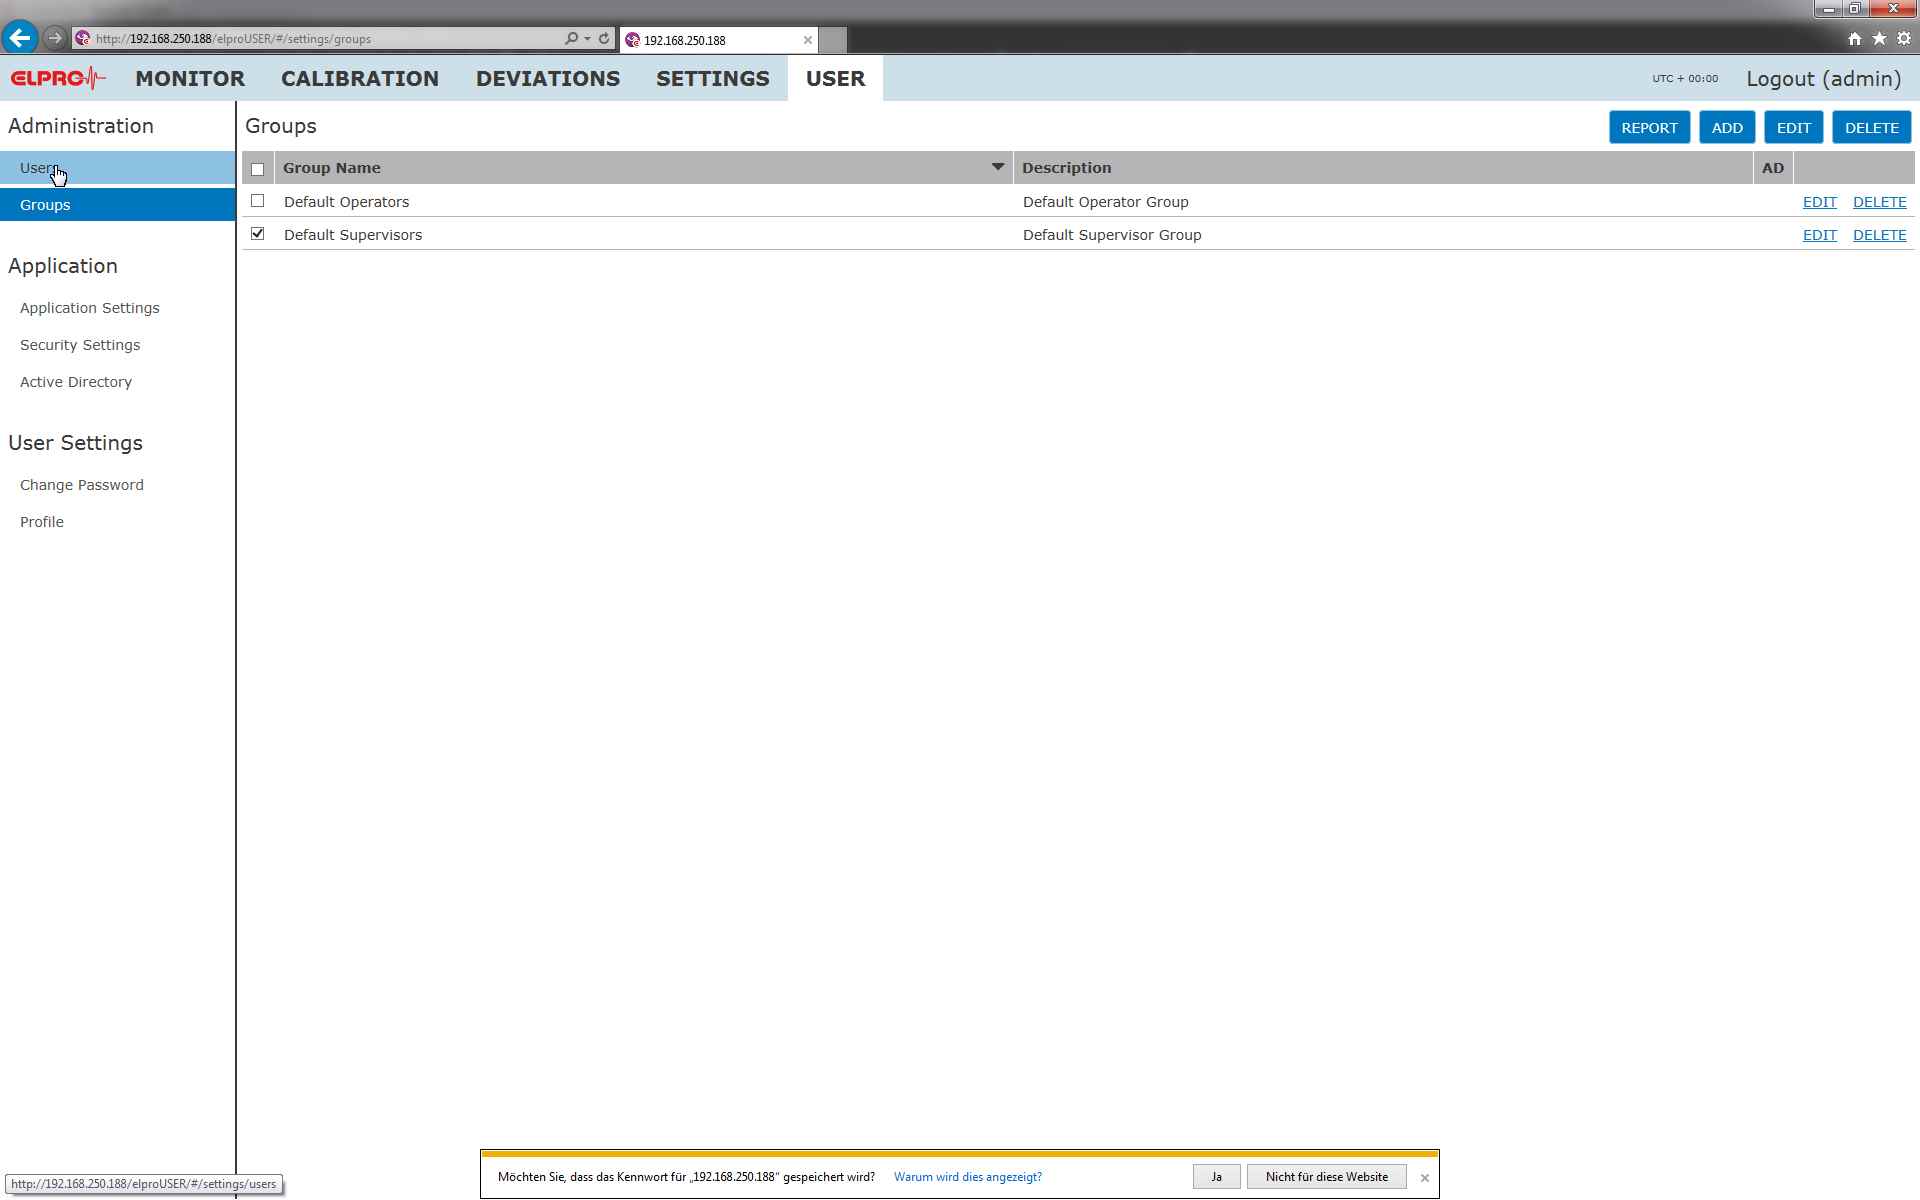 http://192.168.250.188/elproUSER/#/settings/groups
192.168.250.188
ELPRO MONITOR CALIBRATION DEVIATIONS SETTINGS USER UTC + 00:00 Logout (admin)
Administration
Users
Groups
Application
Application Settings
Security Settings
Active Directory
User Settings
Change Password
Profile
Groups REPORT ADD EDIT DELETE
Group Name Description AD
Default Operators Default Operator Group EDIT DELETE
Default Supervisors Default Supervisor Group EDIT DELETE
http://192.168.250.188/elproUSER/#/settings/users
Möchten Sie, dass das Kennwort für „192.168.250.188“ gespeichert wird? Warum wird dies angezeigt? Ja Nicht für diese Website